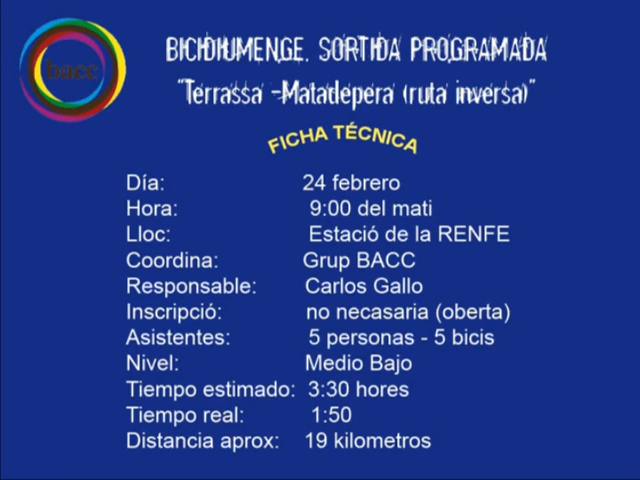 bacc
BICIDIUMENGE. SORTIDA PROGRAMADA
"Terrassa -Matadepera (ruta inversa)"
FICHA TÉCNICA
Día: 24 febrero
Hora: 9:00 del mati
Lloc: Estació de la RENFE
Coordina: Grup BACC
Responsable: Carlos Gallo
Inscripció: no necasaria (oberta)
Asistentes: 5 personas - 5 bicis
Nivel: Medio Bajo
Tiempo estimado: 3:30 hores
Tiempo real: 1:50
Distancia aprox: 19 kilometros